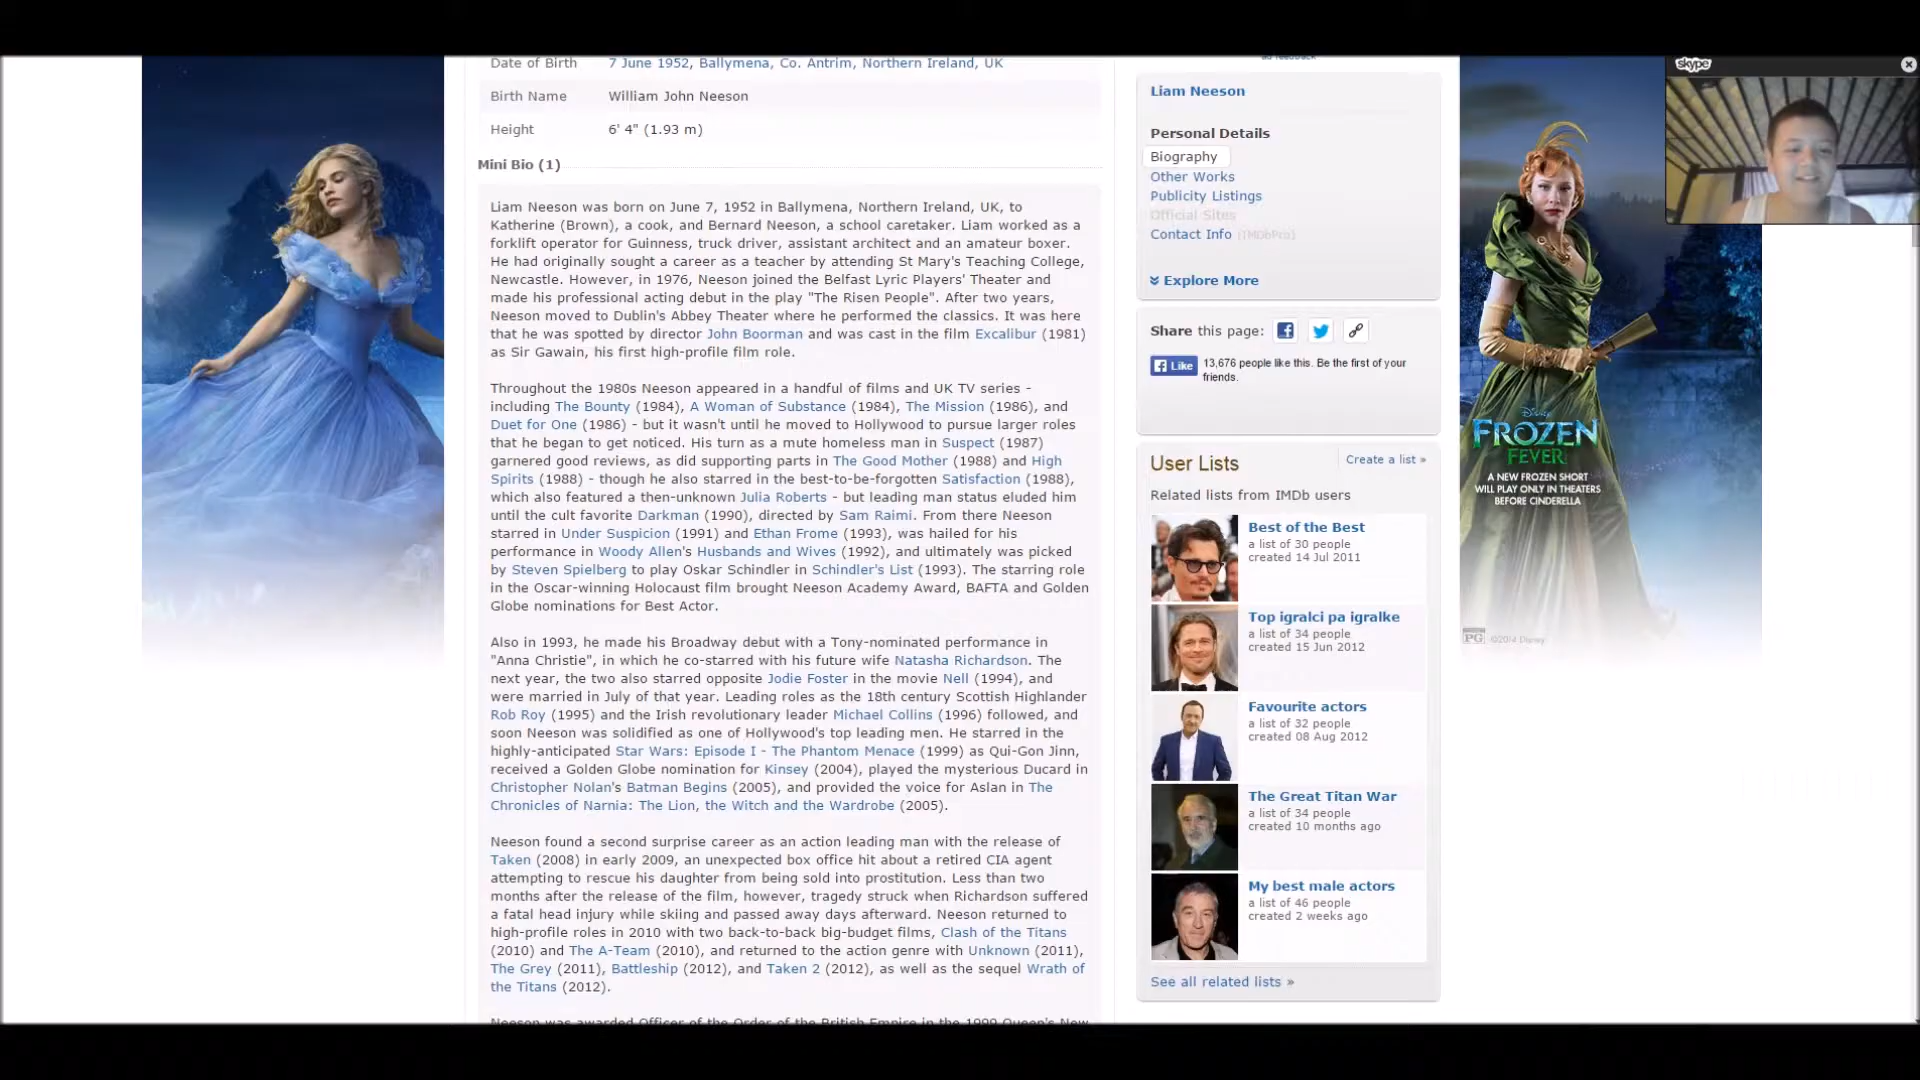 Date of Birth 7 June 1952, Ballymena, Co. Antrim, Northern Ireland, UK
Birth Name William John Neeson
Height 6' 4" (1.93 m)
Mini Bio (1)
Liam Neeson was born on June 7, 1952 in Ballymena, Northern Ireland, UK, to
Katherine (Brown), a cook, and Bernard Neeson, a school caretaker. Liam worked as a
forklift operator for Guinness, truck driver, assistant architect and an amateur boxer.
He had originally sought a career as a teacher by attending St Mary's Teaching College,
Newcastle. However, in 1976, Neeson joined the Belfast Lyric Players' Theater and
made his professional acting debut in the play "The Risen People". After two years,
Neeson moved to Dublin's Abbey Theater where he performed the classics. It was here
that he was spotted by director John Boorman and was cast in the film Excalibur (1981)
as Sir Gawain, his first high-profile film role.
Throughout the 1980s Neeson appeared in a handful of films and UK TV series -
including The Bounty (1984), A Woman of Substance (1984), The Mission (1986), and
Duet for One (1986) - but it wasn't until he moved to Hollywood to pursue larger roles
that he began to get noticed. His turn as a mute homeless man in Suspect (1987)
garnered good reviews, as did supporting parts in The Good Mother (1988) and High
Spirits (1988) - though he also starred in the best-to-be-forgotten Satisfaction (1988),
which also featured a then-unknown Julia Roberts - but leading man status eluded him
until the cult favorite Darkman (1990), directed by Sam Raimi. From there Neeson
starred in Under Suspicion (1991) and Ethan Frome (1993), was hailed for his
performance in Woody Allen's Husbands and Wives (1992), and ultimately was picked
by Steven Spielberg to play Oskar Schindler in Schindler's List (1993). The starring role
in the Oscar-winning Holocaust film brought Neeson Academy Award, BAFTA and Golden
Globe nominations for Best Actor.
Also in 1993, he made his Broadway debut with a Tony-nominated performance in
"Anna Christie", in which he co-starred with his future wife Natasha Richardson. The
next year, the two also starred opposite Jodie Foster in the movie Nell (1994), and
were married in July of that year. Leading roles as the 18th century Scottish Highlander
Rob Roy (1995) and the Irish revolutionary leader Michael Collins (1996) followed, and
soon Neeson was solidified as one of Hollywood's top leading men. He starred in the
highly-anticipated Star Wars: Episode I - The Phantom Menace (1999) as Qui-Gon Jinn,
received a Golden Globe nomination for Kinsey (2004), played the mysterious Ducard in
Christopher Nolan's Batman Begins (2005), and provided the voice for Aslan in The
Chronicles of Narnia: The Lion, the Witch and the Wardrobe (2005).
Neeson found a second surprise career as an action leading man with the release of
Taken (2008) in early 2009, an unexpected box office hit about a retired CIA agent
attempting to rescue his daughter from being sold into prostitution. Less than two
months after the release of the film, however, tragedy struck when Richardson suffered
a fatal head injury while skiing and passed away days afterward. Neeson returned to
high-profile roles in 2010 with two back-to-back big-budget films, Clash of the Titans
(2010) and The A-Team (2010), and returned to the action genre with Unknown (2011),
The Grey (2011), Battleship (2012), and Taken 2 (2012), as well as the sequel Wrath of
the Titans (2012).
Neeson was awarded Officer of the Order of the British Empire in the 1999 Queen's New
Liam Neeson
Personal Details
Biography
Other Works
Publicity Listings
Official Sites
Contact Info (IMDbPro)
Explore More
Share this page:
Like 13,676 people like this. Be the first of your
friends.
User Lists
Create a list »
Related lists from IMDb users
Best of the Best
a list of 30 people
created 14 Jul 2011
Top igralci pa igralke
a list of 34 people
created 15 Jun 2012
Favourite actors
a list of 32 people
created 08 Aug 2012
The Great Titan War
a list of 34 people
created 10 months ago
My best male actors
a list of 46 people
created 2 weeks ago
See all related lists »
skype
Disney
FROZEN
FEVER
A NEW FROZEN SHORT
WILL PLAY ONLY IN THEATERS
BEFORE CINDERELLA
PG ©2014 Disney